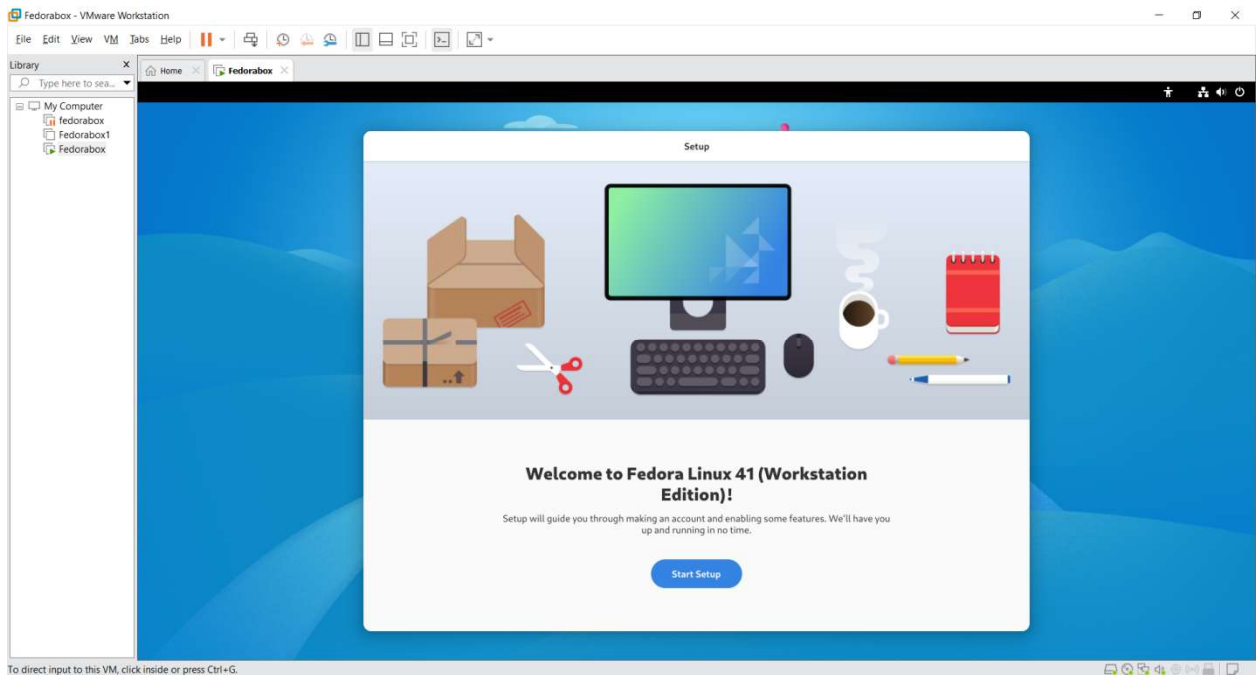 Fedorabox - VMware Workstation
File Edit View VM Tabs Help
Library X
Type here to sea...
My Computer
fedorabox
Fedorabox1
Fedorabox
Home
Fedorabox
Setup
Welcome to Fedora Linux 41 (Workstation
Edition)!
Setup will guide you through making an account and enabling some features. We'll have you
up and running in no time.
Start Setup
To direct input to this VM, click inside or press Ctrl+G.